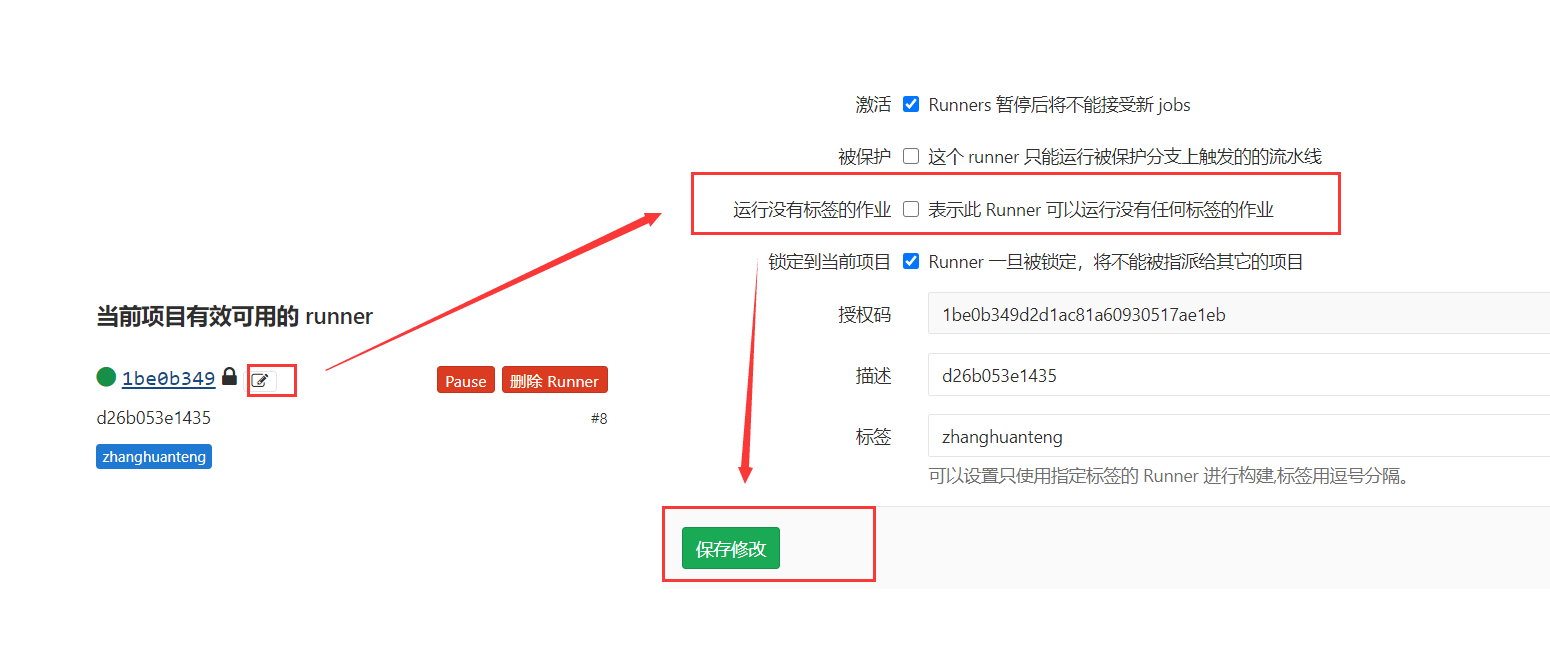 当前项目有效可用的 runner
1be0b349
Pause
删除 Runner
d26b053e1435
#8
zhanghuanteng
激活 Runners 暂停后将不能接受新 jobs
被保护 这个 runner 只能运行被保护分支上触发的的流水线
运行没有标签的作业 表示此 Runner 可以运行没有任何标签的作业
锁定到当前项目 Runner 一旦被锁定，将不能被指派给其它的项目
授权码 1be0b349d2d1ac81a60930517ae1eb
描述 d26b053e1435
标签 zhanghuanteng
可以设置只使用指定标签的 Runner 进行构建,标签用逗号分隔。
保存修改